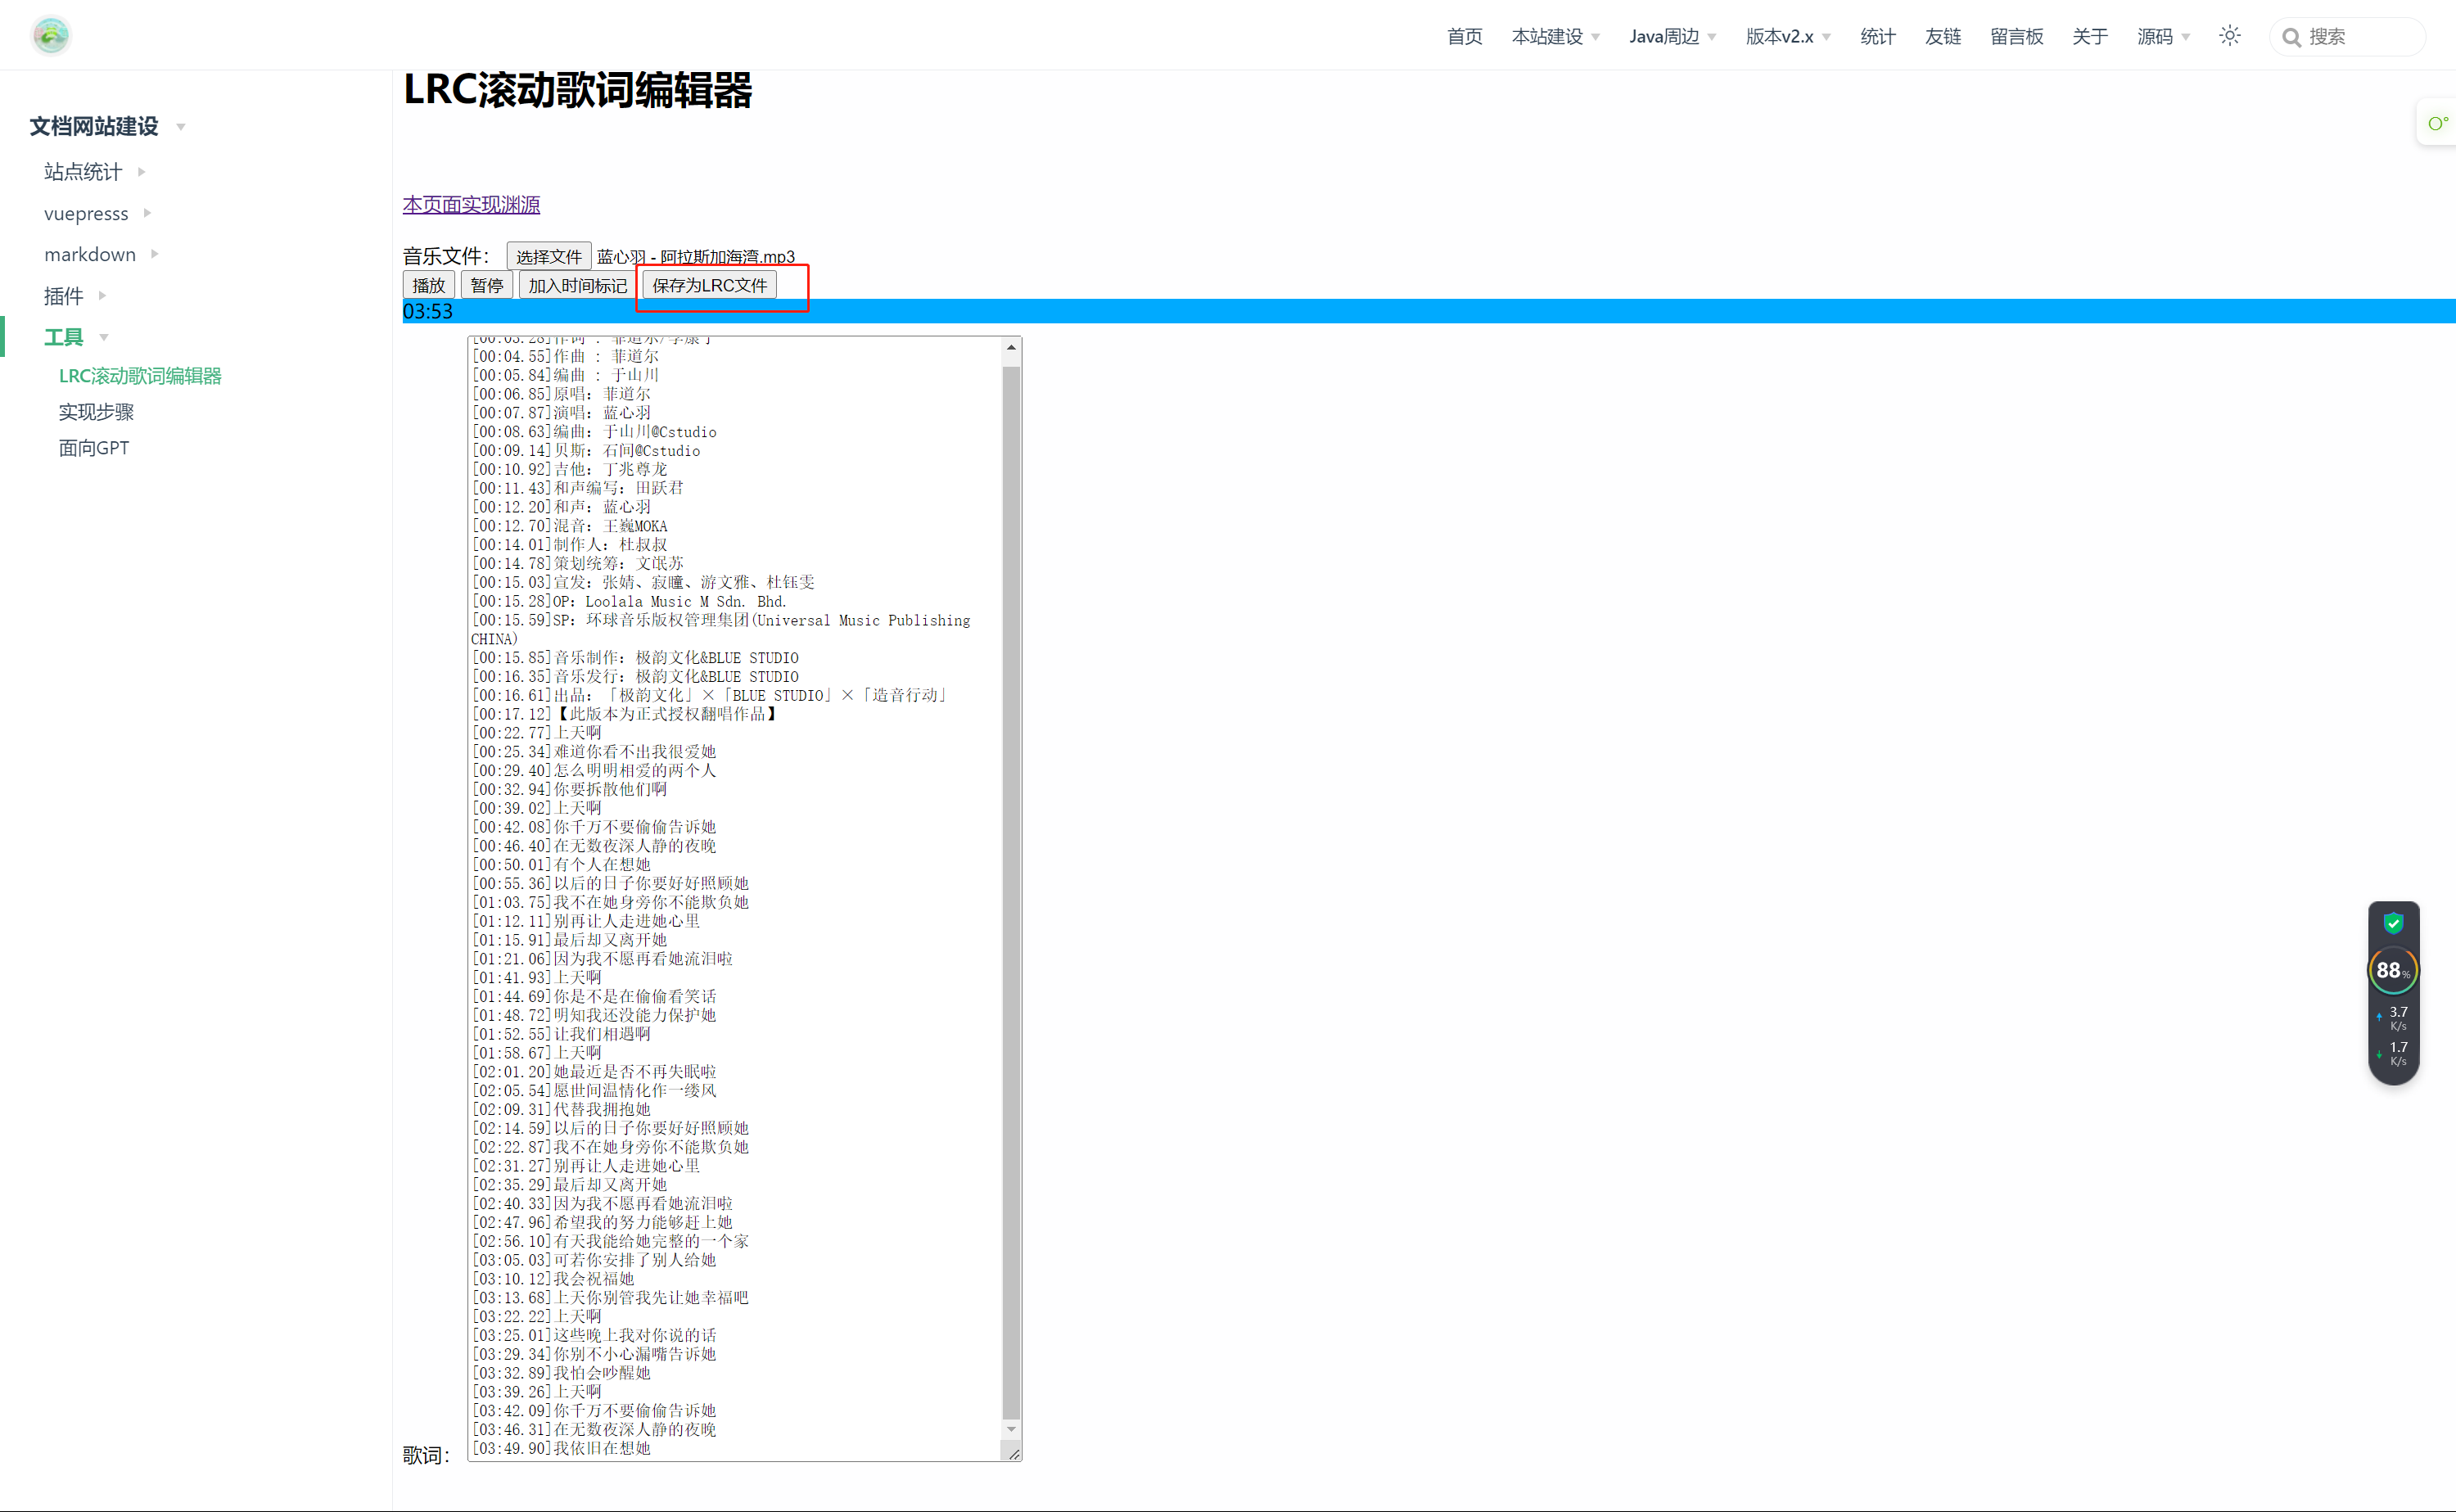 首页 本站建设 Java周边 版本v2.x 统计 友链 留言板 关于 源码 搜索
LRC滚动歌词编辑器
文档网站建设
站点统计
vuepresss
markdown
插件
工具
LRC滚动歌词编辑器
实现步骤
面向GPT
本页面实现渊源
音乐文件： 选择文件 蓝心羽 - 阿拉斯加海湾.mp3
播放 暂停 加入时间标记 保存为LRC文件
03:53
歌词：
[00:03.28]作词 : 菲道尔/李康宁
[00:04.55]作曲 : 菲道尔
[00:05.84]编曲 : 于山川
[00:06.85]原唱：菲道尔
[00:07.87]演唱：蓝心羽
[00:08.63]编曲：于山川@Cstudio
[00:09.14]贝斯：石间@Cstudio
[00:10.92]吉他：丁兆尊龙
[00:11.43]和声编写：田跃君
[00:12.20]和声：蓝心羽
[00:12.70]混音：王巍MOKA
[00:14.01]制作人：杜叔叔
[00:14.78]策划统筹：文氓苏
[00:15.03]宣发：张婧、寂瞳、游文雅、杜钰雯
[00:15.28]OP：Loolala Music M Sdn. Bhd.
[00:15.59]SP：环球音乐版权管理集团(Universal Music Publishing
CHINA)
[00:15.85]音乐制作：极韵文化&BLUE STUDIO
[00:16.35]音乐发行：极韵文化&BLUE STUDIO
[00:16.61]出品：「极韵文化」×「BLUE STUDIO」×「造音行动」
[00:17.12]【此版本为正式授权翻唱作品】
[00:22.77]上天啊
[00:25.34]难道你看不出我很爱她
[00:29.40]怎么明明相爱的两个人
[00:32.94]你要拆散他们啊
[00:39.02]上天啊
[00:42.08]你千万不要偷偷告诉她
[00:46.40]在无数夜深人静的夜晚
[00:50.01]有个人在想她
[00:55.36]以后的日子你要好好照顾她
[01:03.75]我不在她身旁你不能欺负她
[01:12.11]别再让人走进她心里
[01:15.91]最后却又离开她
[01:21.06]因为我不愿再看她流泪啦
[01:41.93]上天啊
[01:44.69]你是不是在偷偷看笑话
[01:48.72]明知我还没能力保护她
[01:52.55]让我们相遇啊
[01:58.67]上天啊
[02:01.20]她最近是否不再失眠啦
[02:05.54]愿世间温情化作一缕风
[02:09.31]代替我拥抱她
[02:14.59]以后的日子你要好好照顾她
[02:22.87]我不在她身旁你不能欺负她
[02:31.27]别再让人走进她心里
[02:35.29]最后却又离开她
[02:40.33]因为我不愿再看她流泪啦
[02:47.96]希望我的努力能够赶上她
[02:56.10]有天我能给她完整的一个家
[03:05.03]可若你安排了别人给她
[03:10.12]我会祝福她
[03:13.68]上天你别管我先让她幸福吧
[03:22.22]上天啊
[03:25.01]这些晚上我对你说的话
[03:29.34]你别不小心漏嘴告诉她
[03:32.89]我怕会吵醒她
[03:39.26]上天啊
[03:42.09]你千万不要偷偷告诉她
[03:46.31]在无数夜深人静的夜晚
[03:49.90]我依旧在想她
88%
3.7
K/s
1.7
K/s